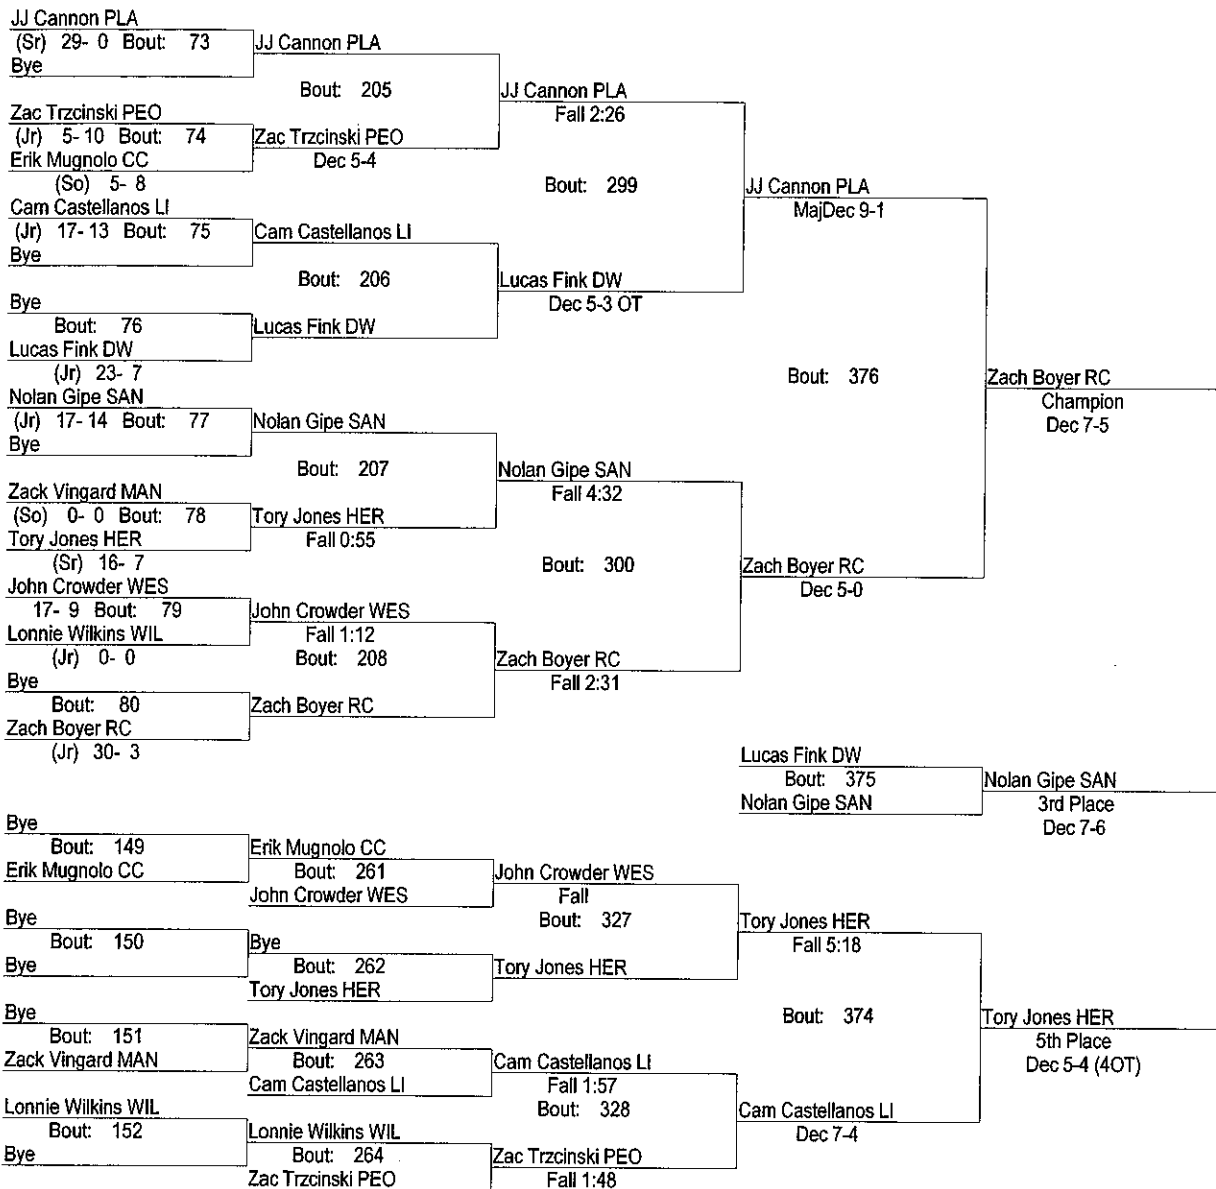 JJ Cannon PLA
(Sr) 29- 0 Bout: 73
Bye
JJ Cannon PLA
Bout: 205
Zac Trzcinski PEO
(Jr) 5- 10 Bout: 74
Erik Mugnolo CC
(So) 5- 8
Zac Trzcinski PEO
Dec 5-4
JJ Cannon PLA
Fall 2:26
Bout: 299
Cam Castellanos LI
(Jr) 17- 13 Bout: 75
Bye
Cam Castellanos LI
Bout: 206
Bye
Bout: 76
Lucas Fink DW
(Jr) 23- 7
Lucas Fink DW
Lucas Fink DW
Dec 5-3 OT
JJ Cannon PLA
MajDec 9-1
Bout: 376
Nolan Gipe SAN
(Jr) 17- 14 Bout: 77
Bye
Nolan Gipe SAN
Bout: 207
Zack Vingard MAN
(So) 0- 0 Bout: 78
Tory Jones HER
(Sr) 16- 7
Tory Jones HER
Fall 0:55
Nolan Gipe SAN
Fall 4:32
Bout: 300
John Crowder WES
17- 9 Bout: 79
Lonnie Wilkins WIL
(Jr) 0- 0
John Crowder WES
Fall 1:12
Bout: 208
Bye
Bout: 80
Zach Boyer RC
(Jr) 30- 3
Zach Boyer RC
Zach Boyer RC
Fall 2:31
Zach Boyer RC
Dec 5-0
Zach Boyer RC
Champion
Dec 7-5
Lucas Fink DW
Bout: 375
Nolan Gipe SAN
Nolan Gipe SAN
3rd Place
Dec 7-6
Bye
Bout: 149
Erik Mugnolo CC
Erik Mugnolo CC
Bout: 261
John Crowder WES
John Crowder WES
Fall
Bout: 327
Bye
Bout: 150
Bye
Bye
Bout: 262
Tory Jones HER
Tory Jones HER
Tory Jones HER
Fall 5:18
Bout: 374
Bye
Bout: 151
Zack Vingard MAN
Zack Vingard MAN
Bout: 263
Cam Castellanos LI
Cam Castellanos LI
Fall 1:57
Bout: 328
Lonnie Wilkins WIL
Bout: 152
Bye
Lonnie Wilkins WIL
Bout: 264
Zac Trzcinski PEO
Zac Trzcinski PEO
Fall 1:48
Cam Castellanos LI
Dec 7-4
Tory Jones HER
5th Place
Dec 5-4 (4OT)